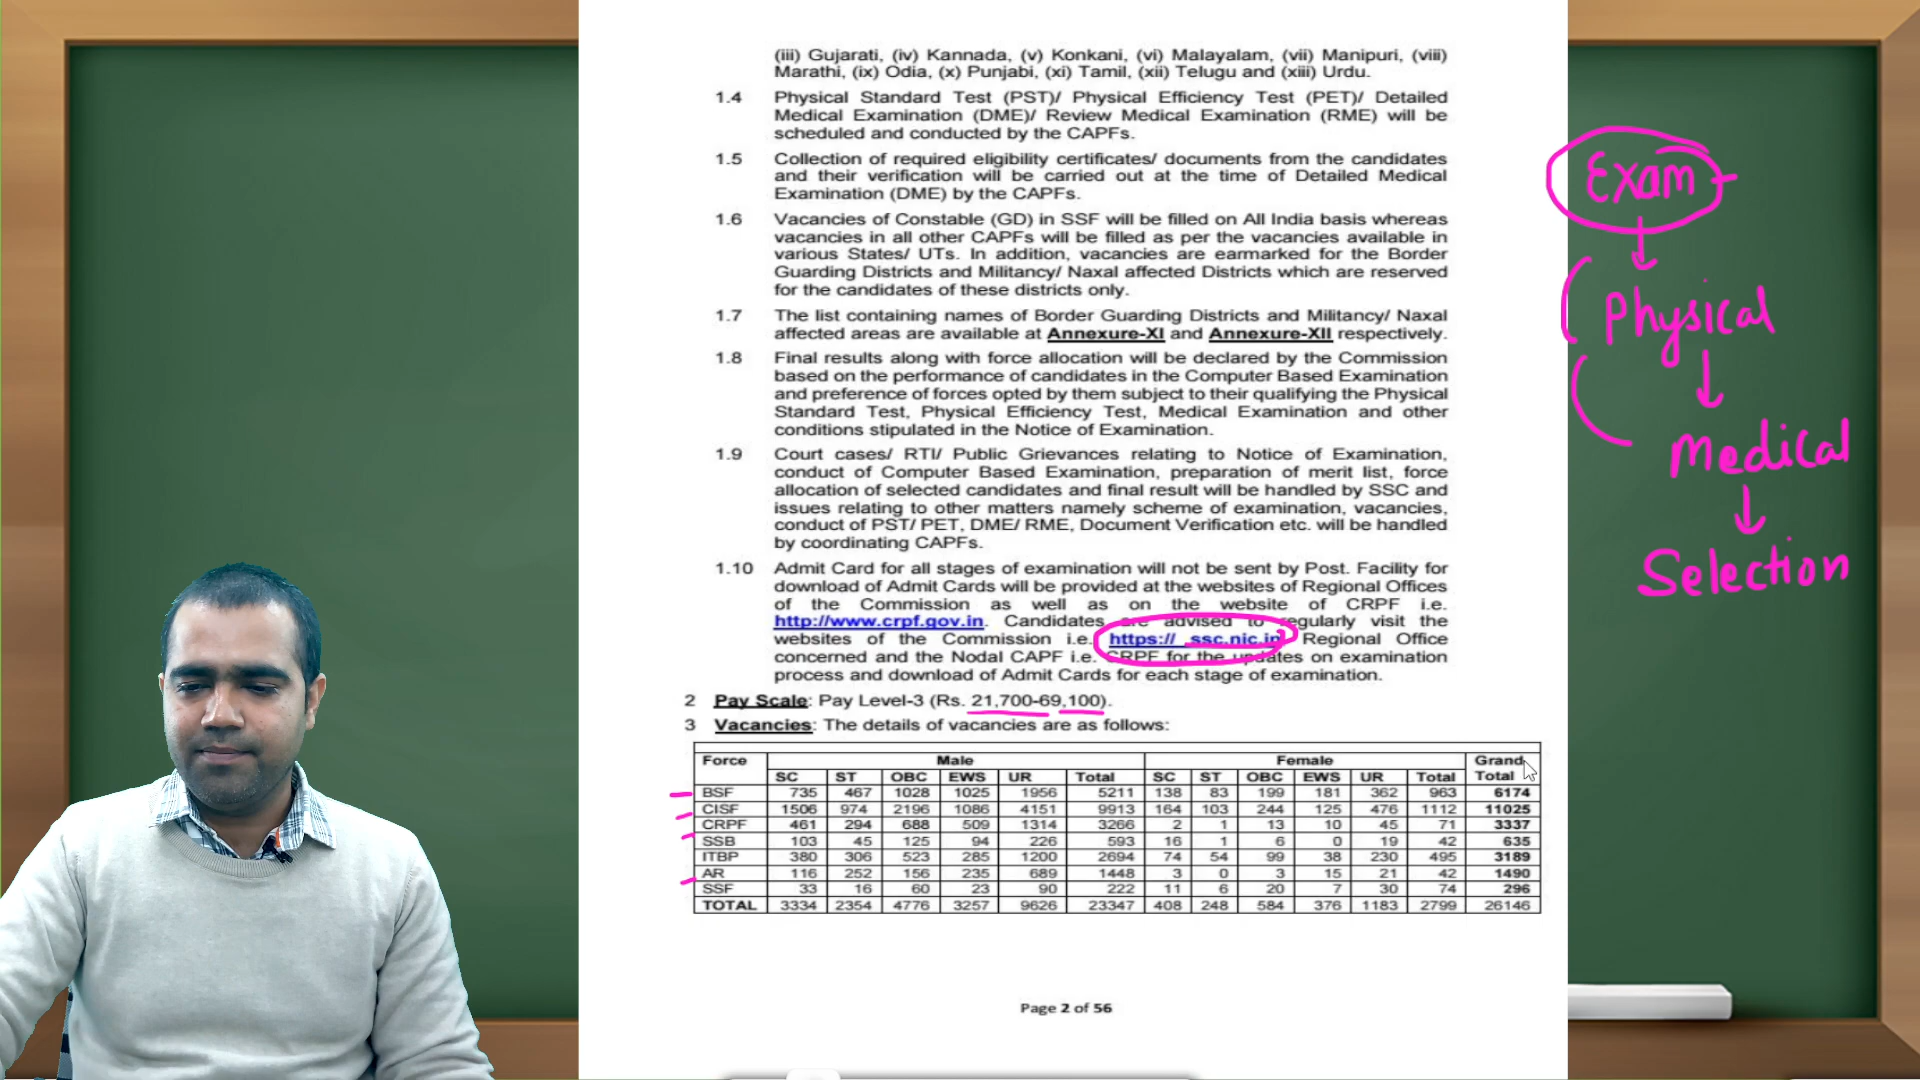 (iii) Gujarati, (iv) Kannada, (v) Konkani, (vi) Malayalam, (vii) Manipuri, (viii)
Marathi, (ix) Odia, (x) Punjabi, (xi) Tamil, (xii) Telugu and (xiii) Urdu.
1.4 Physical Standard Test (PST)/ Physical Efficiency Test (PET)/ Detailed
Medical Examination (DME)/ Review Medical Examination (RME) will be
scheduled and conducted by the CAPFs.
1.5 Collection of required eligibility certificates/ documents from the candidates
and their verification will be carried out at the time of Detailed Medical
Examination (DME) by the CAPFs.
1.6 Vacancies of Constable (GD) in SSF will be filled on All India basis whereas
vacancies in all other CAPFs will be filled as per the vacancies available in
various States/ UTs. In addition, vacancies are earmarked for the Border
Guarding Districts and Militancy/ Naxal affected Districts which are reserved
for the candidates of these districts only.
1.7 The list containing names of Border Guarding Districts and Militancy/ Naxal
affected areas are available at Annexure-XI and Annexure-XII respectively.
1.8 Final results along with force allocation will be declared by the Commission
based on the performance of candidates in the Computer Based Examination
and preference of forces opted by them subject to their qualifying the Physical
Standard Test, Physical Efficiency Test, Medical Examination and other
conditions stipulated in the Notice of Examination.
1.9 Court cases/ RTI/ Public Grievances relating to Notice of Examination,
conduct of Computer Based Examination, preparation of merit list, force
allocation of selected candidates and final result will be handled by SSC and
issues relating to other matters namely scheme of examination, vacancies,
conduct of PST/ PET, DME/ RME, Document Verification etc. will be handled
by coordinating CAPFs.
1.10 Admit Card for all stages of examination will not be sent by Post. Facility for
download of Admit Cards will be provided at the websites of Regional Offices
of the Commission as well as on the website of CRPF i.e.
http://www.crpf.gov.in. Candidates are advised to regularly visit the
websites of the Commission i.e. https:// ssc.nic.in Regional Office
concerned and the Nodal CAPF i.e. CRPF for the updates on examination
process and download of Admit Cards for each stage of examination.
2 Pay Scale: Pay Level-3 (Rs. 21,700-69,100).
3 Vacancies: The details of vacancies are as follows:
Force Male Female Grand Total
SC ST OBC EWS UR Total SC ST OBC EWS UR Total
BSF 735 467 1028 1025 1956 5211 138 83 199 181 362 963 6174
CISF 1506 974 2196 1086 4151 9913 164 103 244 125 476 1112 11025
CRPF 461 294 688 509 1314 3266 2 1 13 10 45 71 3337
SSB 103 45 125 94 226 593 16 1 6 0 19 42 635
ITBP 380 306 523 285 1200 2694 74 54 99 38 230 495 3189
AR 116 252 156 235 689 1448 3 0 3 15 21 42 1490
SSF 33 16 60 23 90 222 11 6 20 7 30 74 296
TOTAL 3334 2354 4776 3257 9626 23347 408 248 584 376 1183 2799 26146
Page 2 of 56
Exam
Physical
Medical
Selection